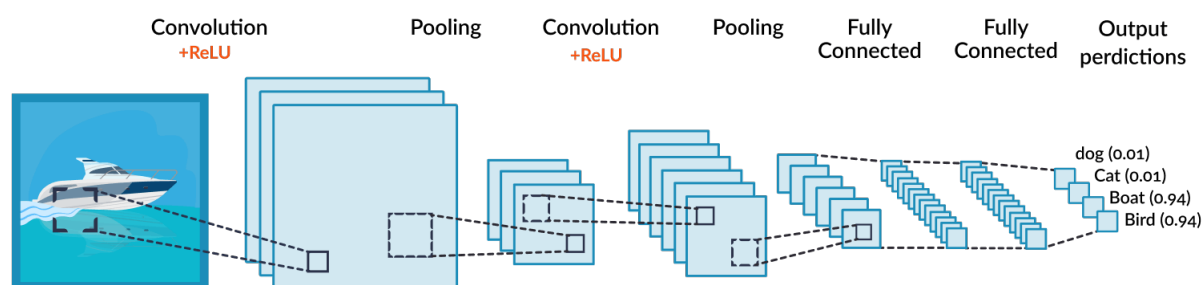 Convolution
+ReLU
Pooling
Convolution
+ReLU
Pooling
Fully
Connected
Fully
Connected
Output
perdictions
dog (0.01)
Cat (0.01)
Boat (0.94)
Bird (0.94)